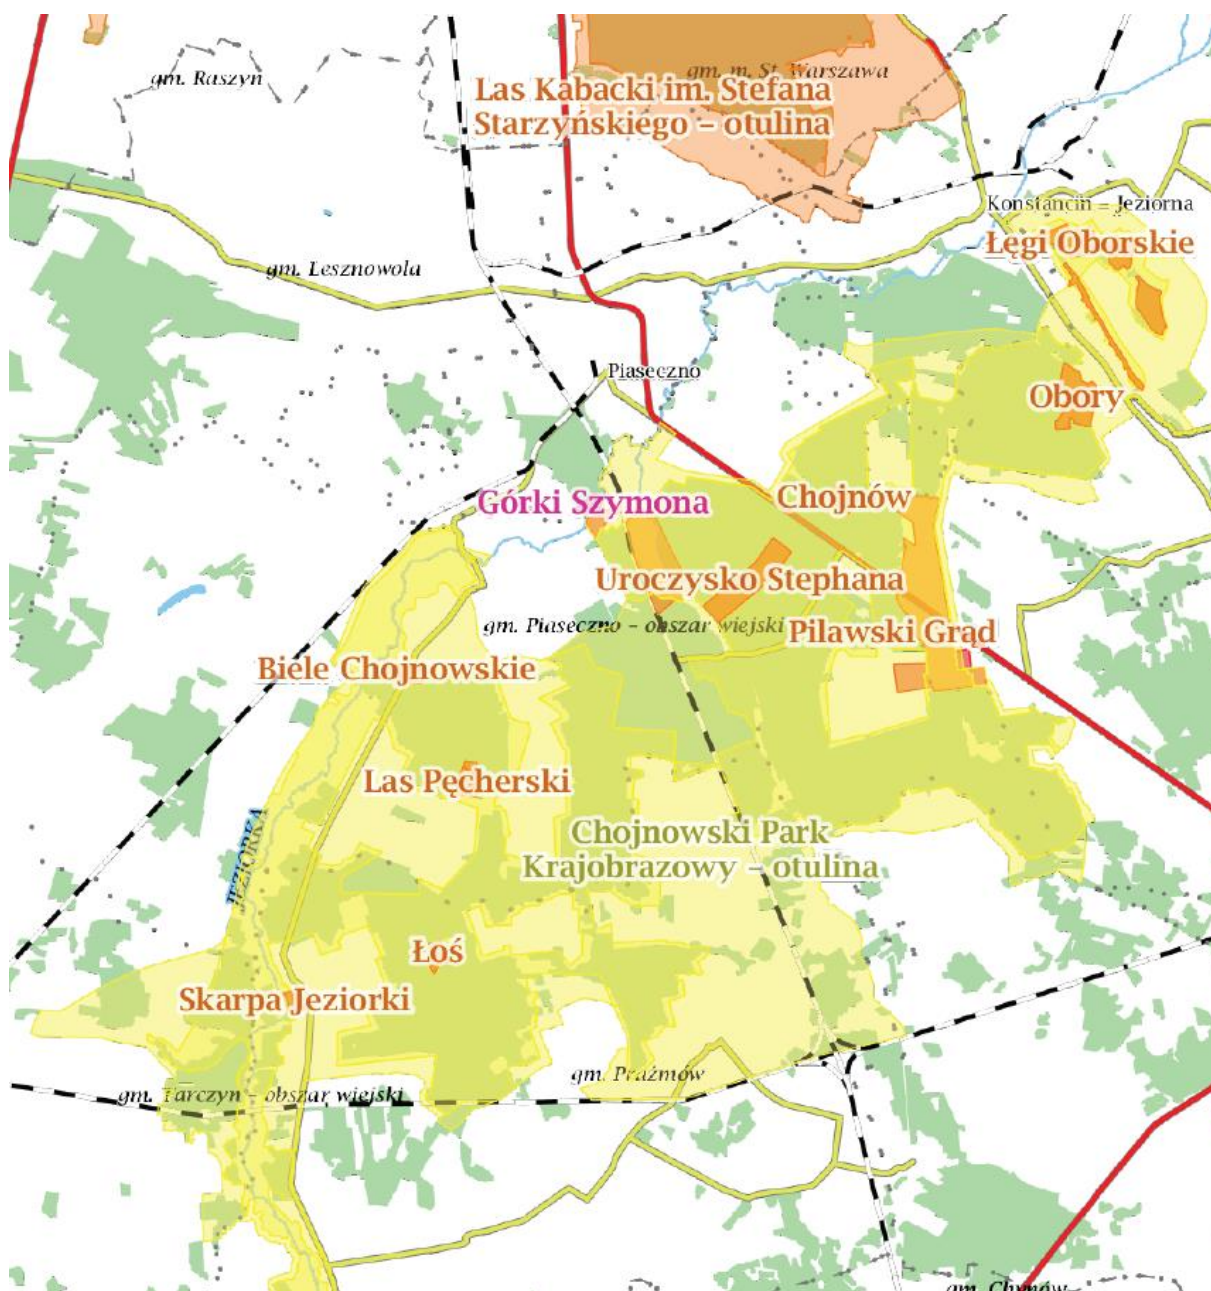 gm. Raszyn
gm. m. St. Warszawa
Las Kabacki im. Stefana
Starzyńskiego – otulina
Konstancin – Jeziorna
Łęgi Oborskie
gm. Lesznowola
Piaseczno
Obory
Chojnów
Górki Szymona
Uroczysko Stephana
gm. Piaseczno – obszar wiejski
Pilawski Grąd
Biele Chojnowskie
Las Pęcherski
Chojnowski Park
Krajobrazowy – otulina
JEZIORKA
Łoś
Skarpa Jeziorki
gm. Prażmów
gm. Tarczyn – obszar wiejski
gm. Chynów